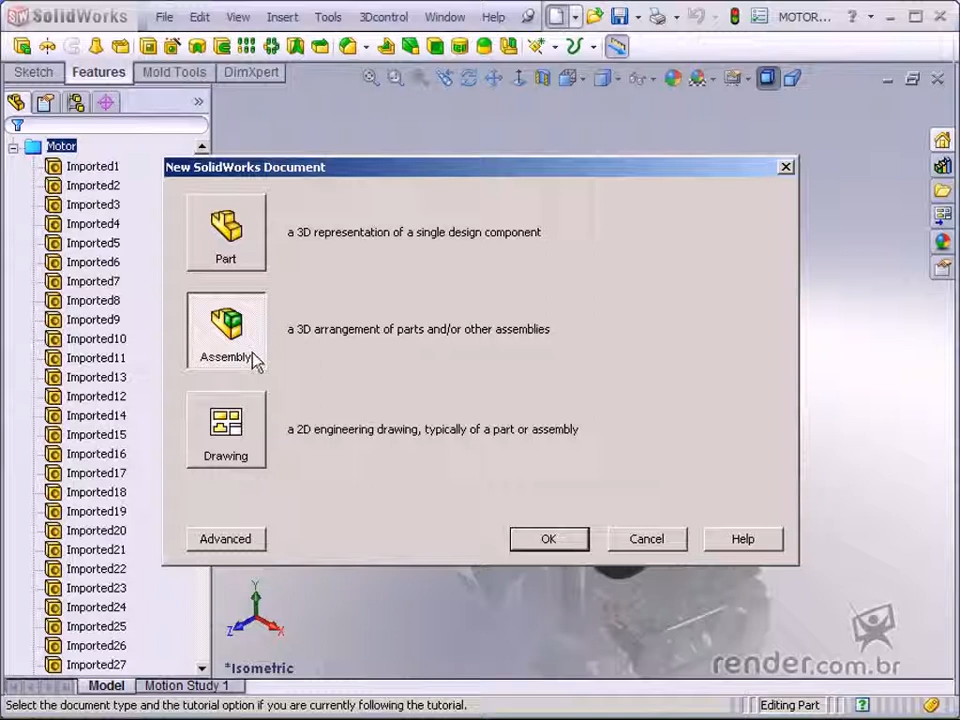 SolidWorks File Edit View Insert Tools 3Dcontrol Window Help MOTOR...
Sketch Features Mold Tools DimXpert
Motor
Imported1
Imported2
Imported3
Imported4
Imported5
Imported6
Imported7
Imported8
Imported9
Imported10
Imported11
Imported13
Imported12
Imported14
Imported15
Imported16
Imported17
Imported18
Imported19
Imported20
Imported21
Imported22
Imported23
Imported24
Imported25
Imported26
Imported27
New SolidWorks Document
Part
a 3D representation of a single design component
Assembly
a 3D arrangement of parts and/or other assemblies
Drawing
a 2D engineering drawing, typically of a part or assembly
Advanced OK Cancel Help
Y
Z X
*Isometric
render.com.br
Model Motion Study 1
Select the document type and the tutorial option if you are currently following the tutorial. Editing Part